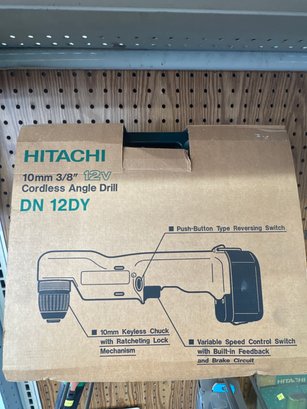 HITACHI
10mm 3/8" 12V
Cordless Angle Drill
DN 12DY
Push-Button Type Reversing Switch
10mm Keyless Chuck
with Ratcheting Lock
Mechanism
Variable Speed Control Switch
with Built-in Feedback
and Brake Circuit
HITACHI